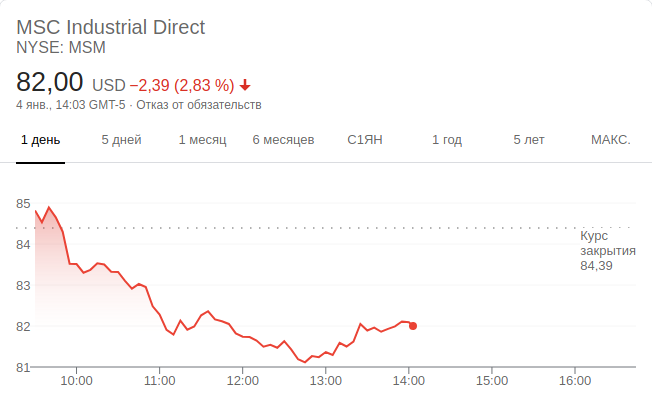 MSC Industrial Direct
NYSE: MSM
82,00 USD −2,39 (2,83 %)
4 янв., 14:03 GMT-5 · Отказ от обязательств
1 день 5 дней 1 месяц 6 месяцев С1ЯН 1 год 5 лет МАКС.
85
84
83
82
81
Курс
закрытия
84,39
10:00 11:00 12:00 13:00 14:00 15:00 16:00